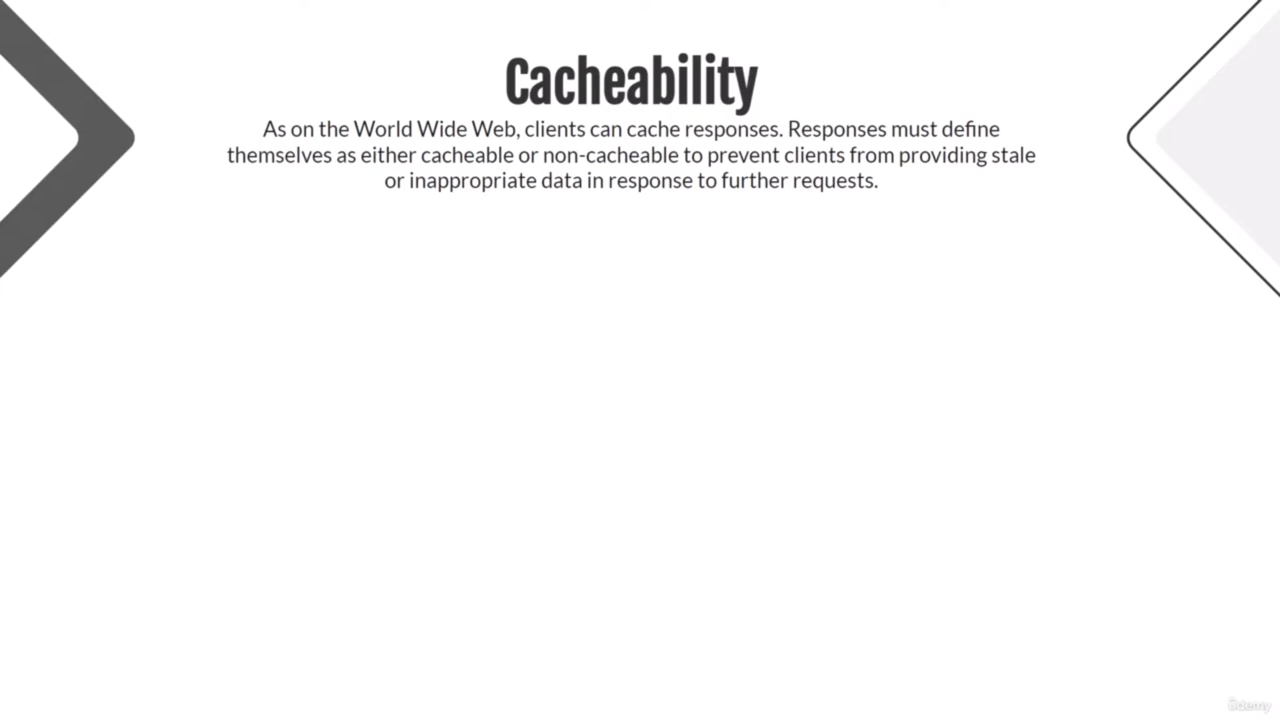 Cacheability
As on the World Wide Web, clients can cache responses. Responses must define
themselves as either cacheable or non-cacheable to prevent clients from providing stale
or inappropriate data in response to further requests.
ûdemy